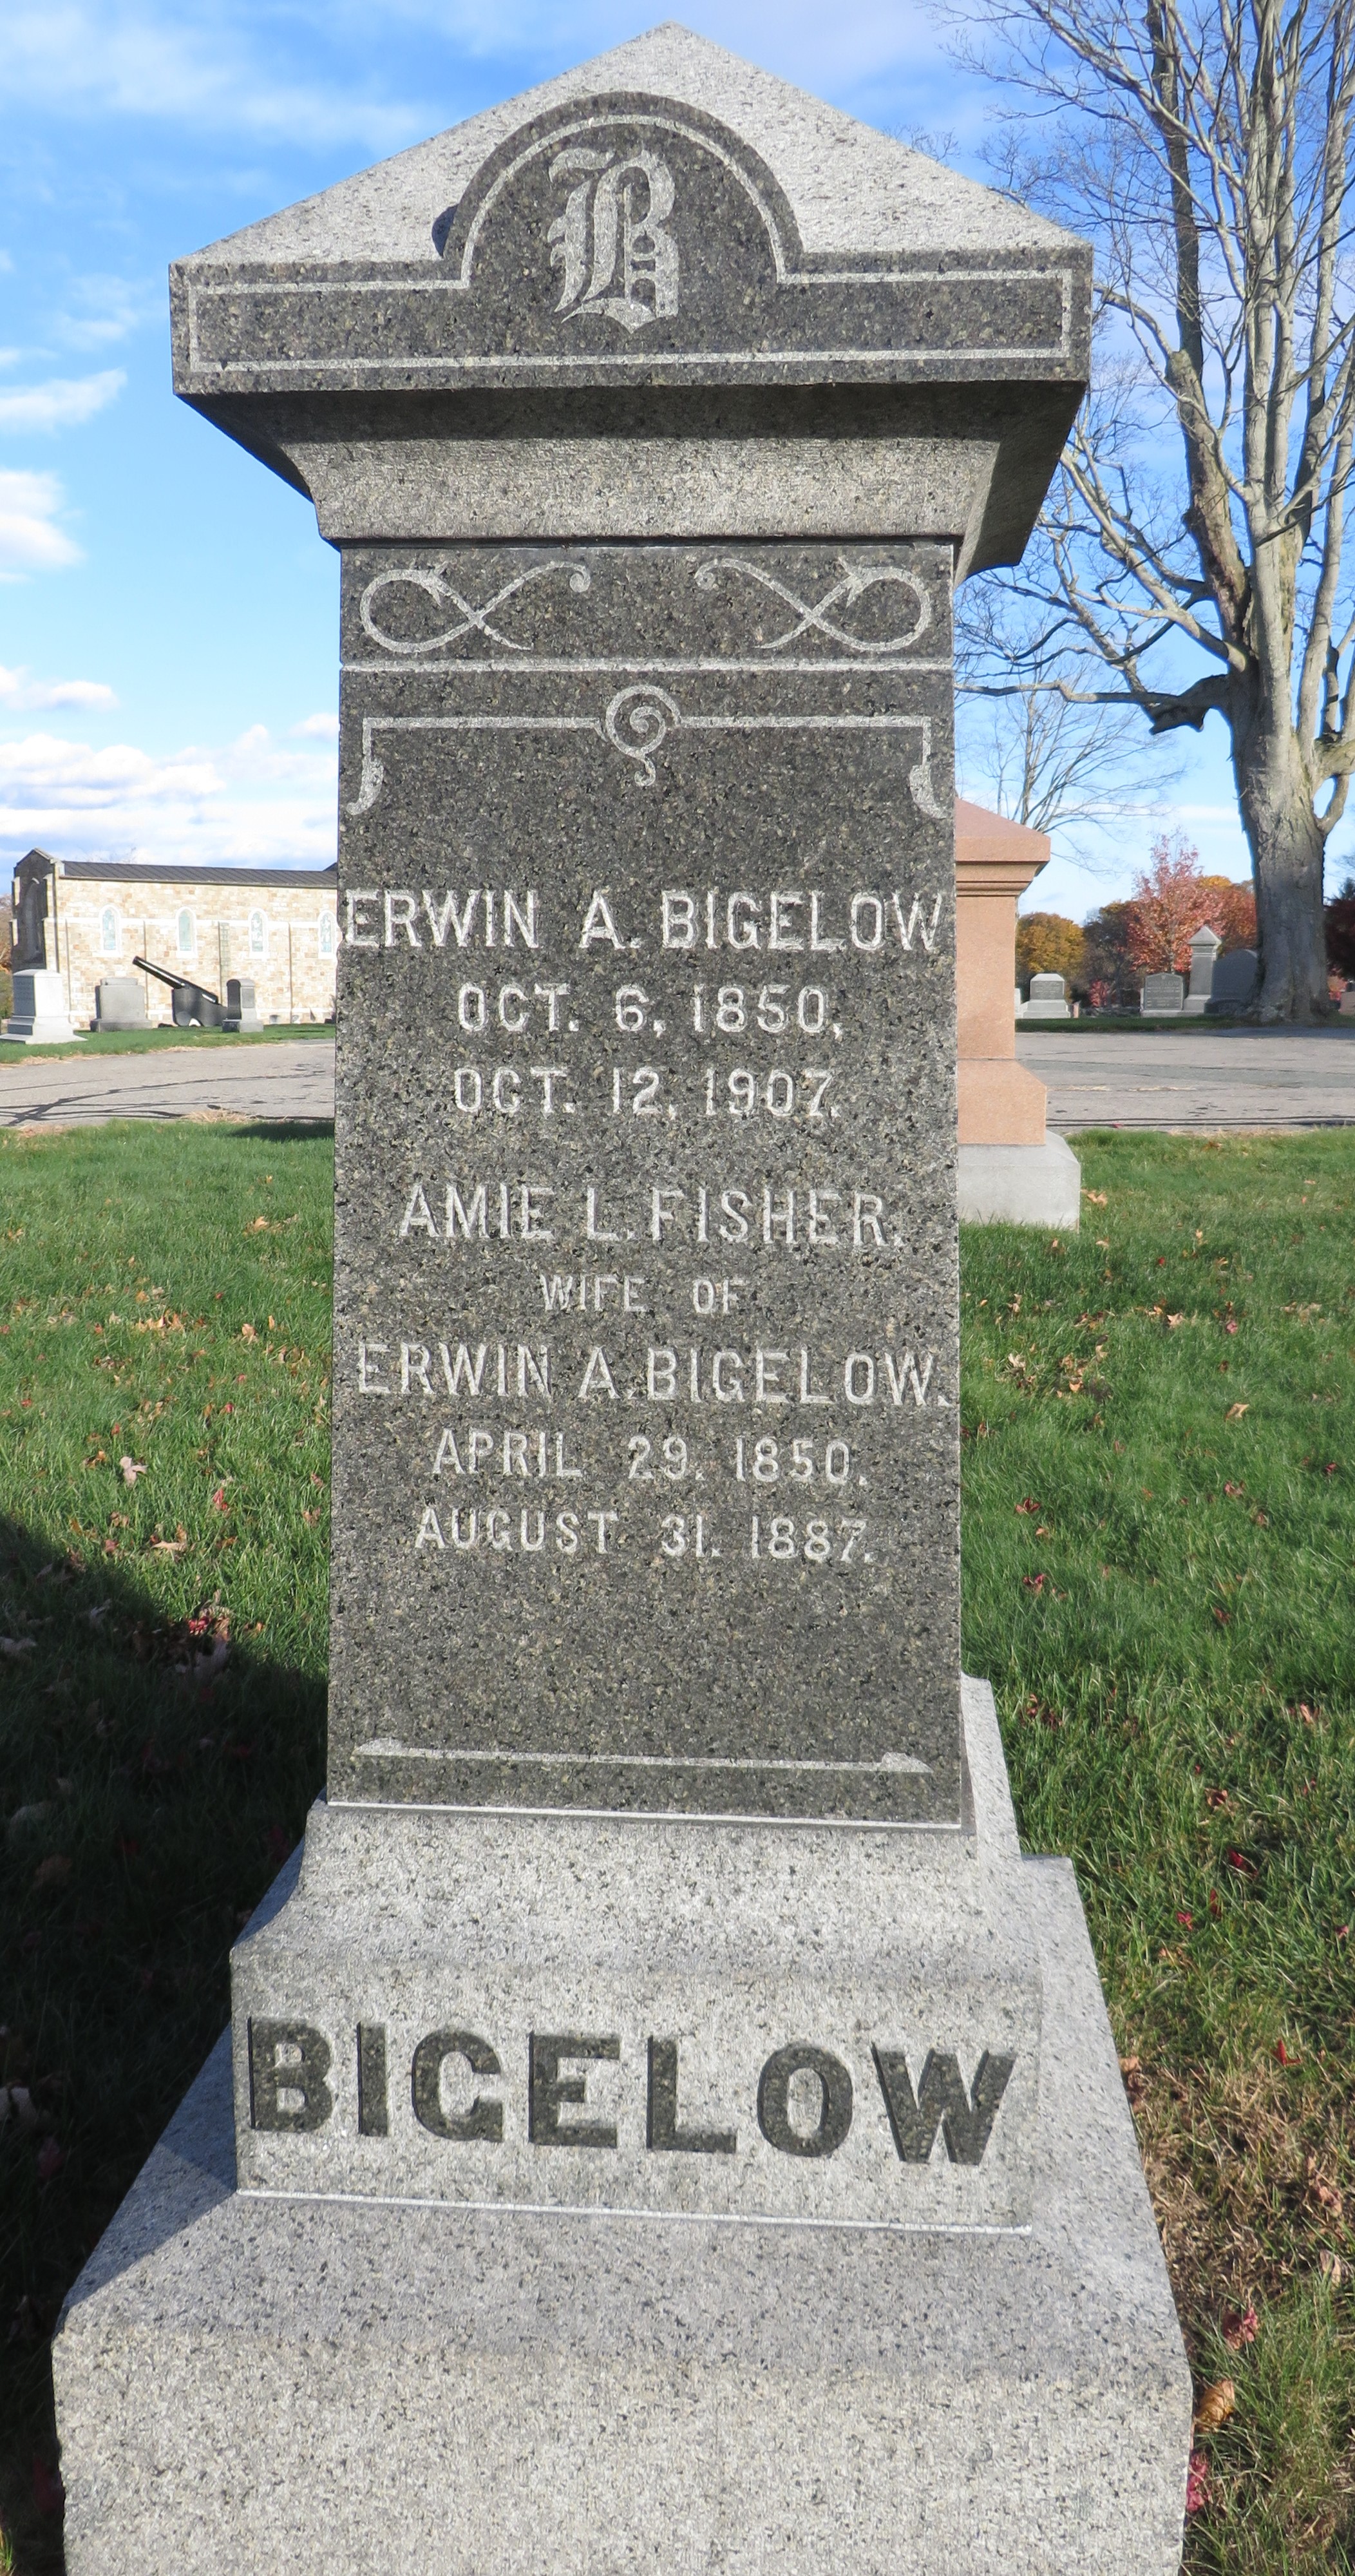 B
ERWIN A. BIGELOW
OCT. 6, 1850,
OCT. 12, 1907.
AMIE L. FISHER.
WIFE OF
ERWIN A. BIGELOW.
APRIL 29. 1850.
AUGUST 31. 1887.
BIGELOW